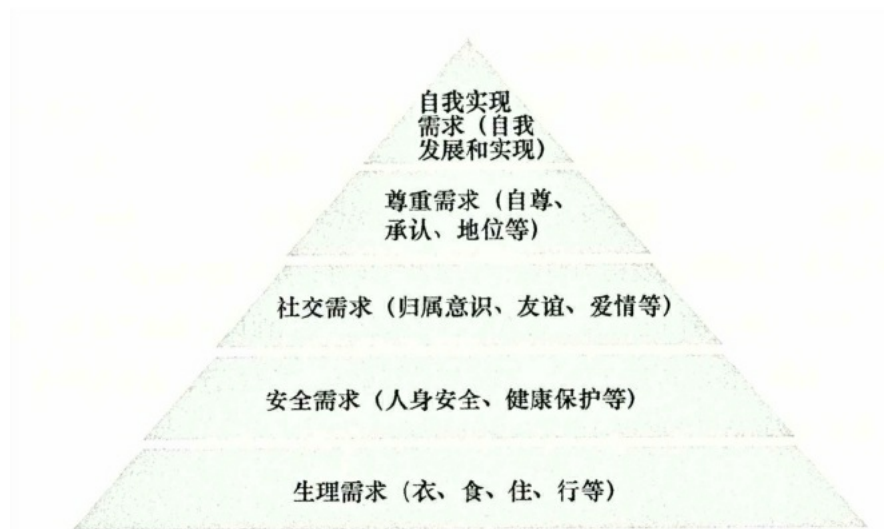 自我实现
需求（自我
发展和实现）
尊重需求（自尊、
承认、地位等）
社交需求（归属意识、友谊、爱情等）
安全需求（人身安全、健康保护等）
生理需求（衣、食、住、行等）